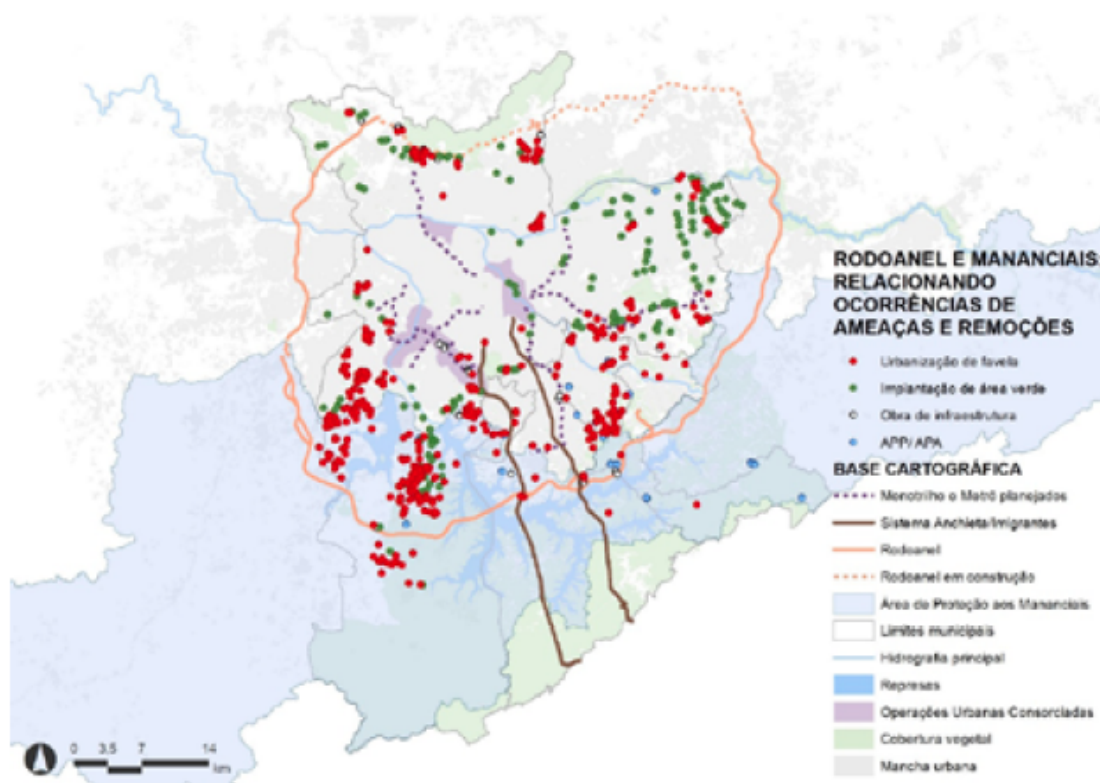 RODOANEL E MANANCIAIS:
RELACIONANDO
OCORRÊNCIAS DE
AMEAÇAS E REMOÇÕES
Urbanização de favela
Implantação de área verde
Obra de infraestrutura
APP/ APA
BASE CARTOGRÁFICA
Monotrilho e Metrô planejados
Sistema Anchieta/Imigrantes
Rodoanel
Rodoanel em construção
Área de Proteção aos Mananciais
Limites municipais
Hidrografia principal
Represas
Operações Urbanas Consorciadas
Cobertura vegetal
Mancha urbana
0 3,5 7 14
km